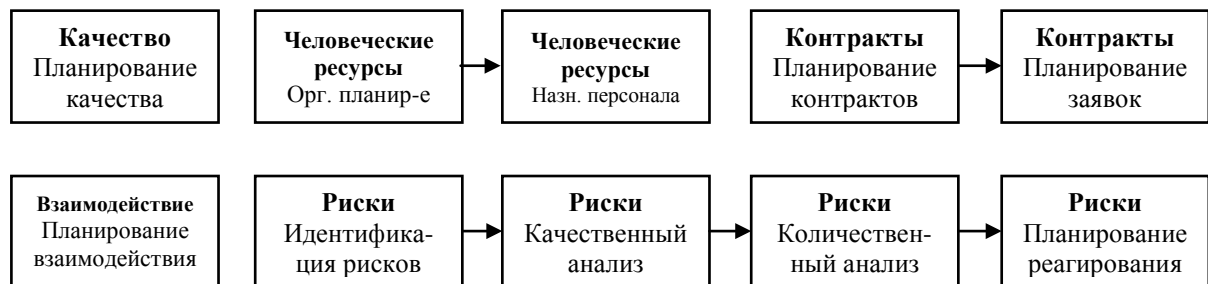 Качество
Планирование
качества
Человеческие
ресурсы
Орг. планир-е
Человеческие
ресурсы
Назн. персонала
Контракты
Планирование
контрактов
Контракты
Планирование
заявок
Взаимодействие
Планирование
взаимодействия
Риски
Идентифика-
ция рисков
Риски
Качественный
анализ
Риски
Количествен-
ный анализ
Риски
Планирование
реагирования